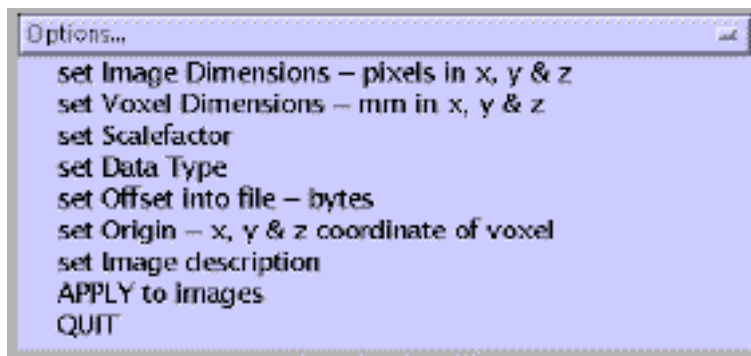 Options...
set Image Dimensions – pixels in x, y & z
set Voxel Dimensions – mm in x, y & z
set Scalefactor
set Data Type
set Offset into file – bytes
set Origin – x, y & z coordinate of voxel
set Image description
APPLY to images
QUIT